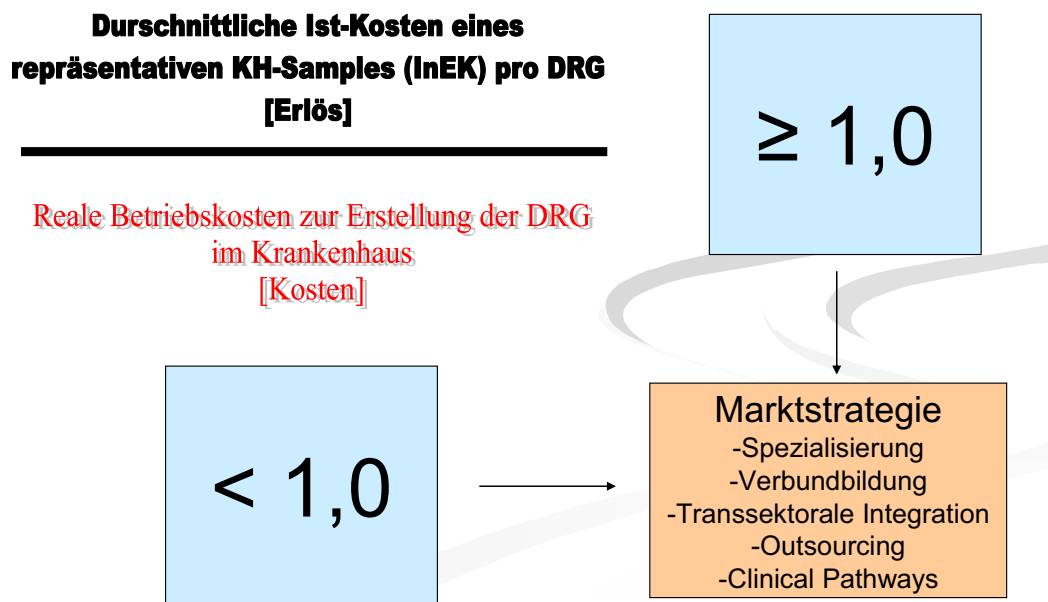 Durschnittliche Ist-Kosten eines
repräsentativen KH-Samples (InEK) pro DRG
[Erlös]
Reale Betriebskosten zur Erstellung der DRG
im Krankenhaus
[Kosten]
≥ 1,0
< 1,0
Marktstrategie
-Spezialisierung
-Verbundbildung
-Transsektorale Integration
-Outsourcing
-Clinical Pathways